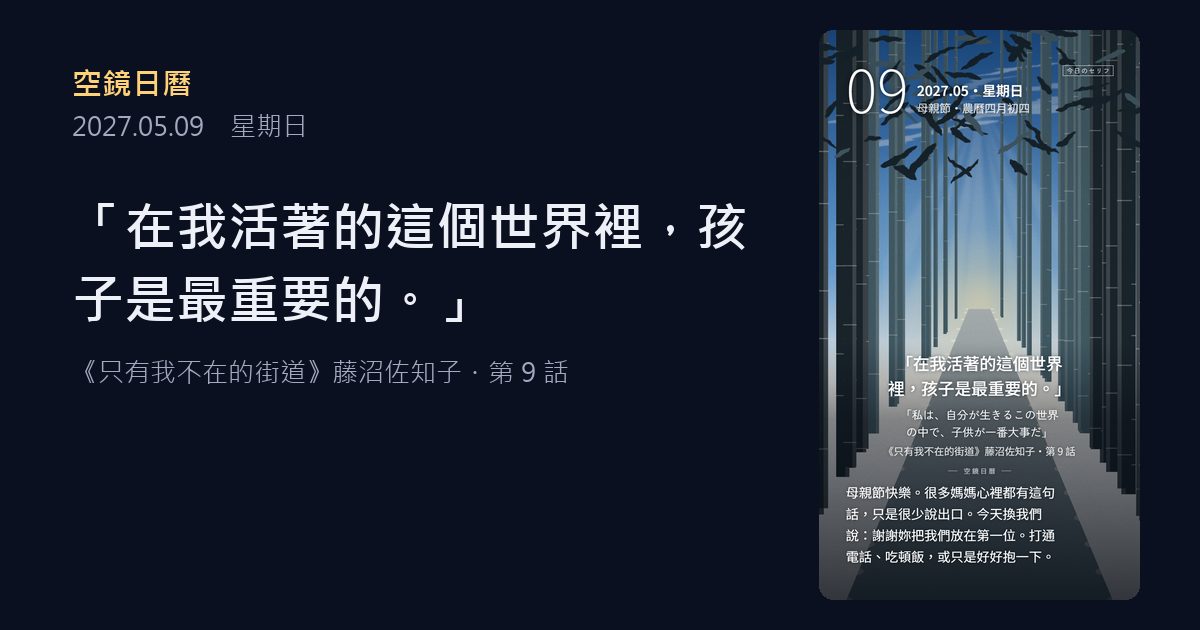 空鏡日曆
2027.05.09　星期日
「在我活著的這個世界裡，孩
子是最重要的。」
《只有我不在的街道》藤沼佐知子・第 9 話
今日のセリフ
09
2027.05・星期日
母親節・農曆四月初四
「在我活著的這個世界
裡，孩子是最重要的。」
「私は、自分が生きるこの世界
の中で、子供が一番大事だ」
《只有我不在的街道》藤沼佐知子・第 9 話
— 空鏡日曆 —
母親節快樂。很多媽媽心裡都有這句
話，只是很少說出口。今天換我們
說：謝謝妳把我們放在第一位。打通
電話、吃頓飯，或只是好好抱一下。